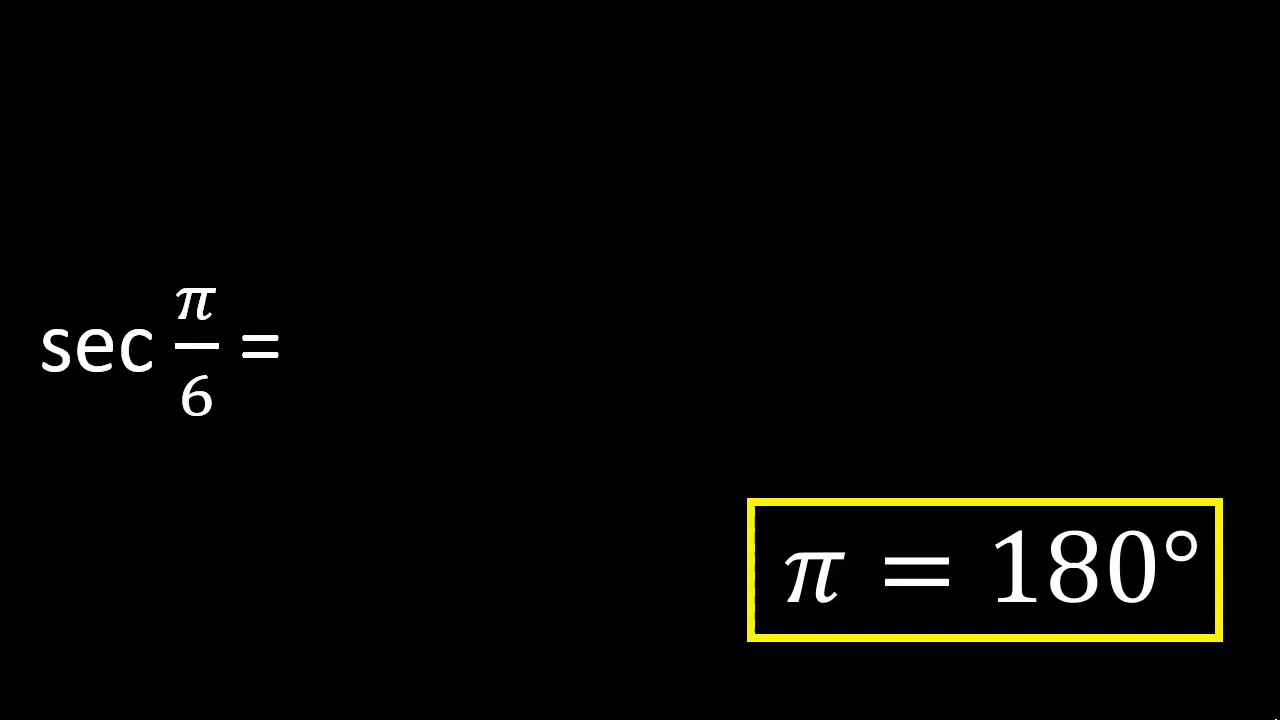 sec π/6 =
π = 180°